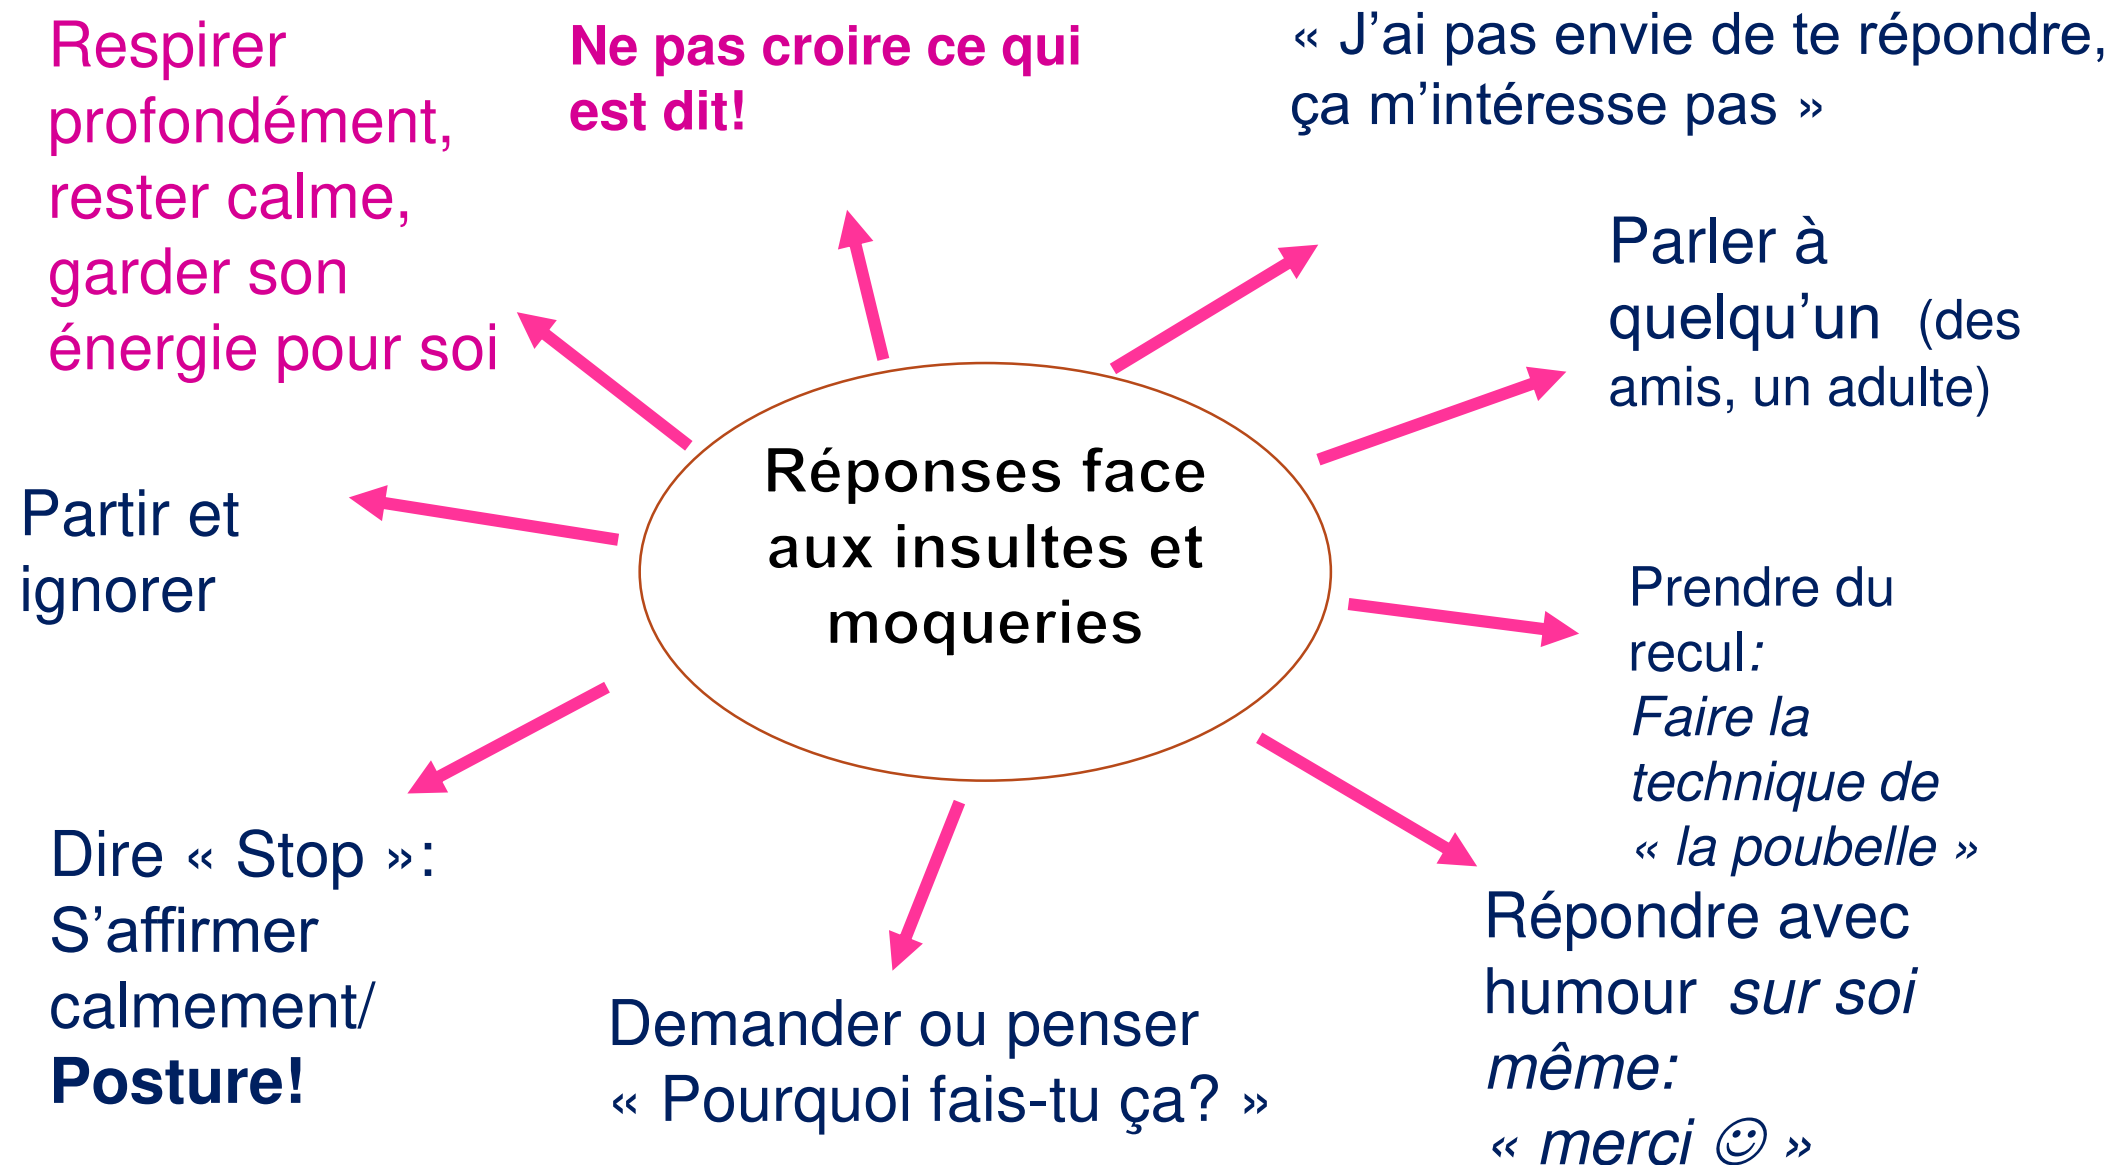 Respirer
profondément,
rester calme,
garder son
énergie pour soi
Ne pas croire ce qui
est dit!
« J’ai pas envie de te répondre,
ça m’intéresse pas »
Parler à
quelqu’un (des
amis, un adulte)
Réponses face
aux insultes et
moqueries
Partir et
ignorer
Prendre du
recul:
Faire la
technique de
« la poubelle »
Dire « Stop »:
S’affirmer
calmement/
Posture!
Demander ou penser
« Pourquoi fais-tu ça? »
Répondre avec
humour sur soi
même:
« merci ☺ »